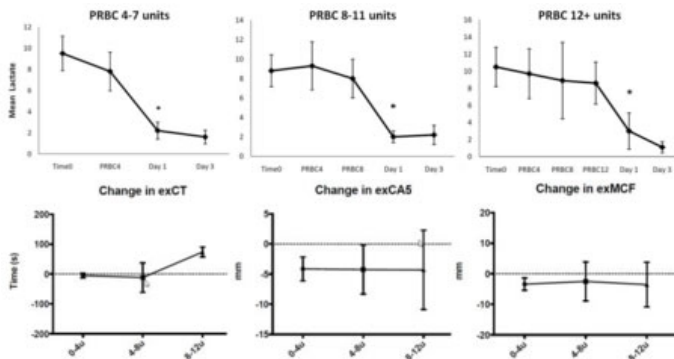 PRBC 4-7 units
PRBC 8-11 units
PRBC 12+ units
Mean Lactate
12
10
8
6
4
2
0
12
10
8
6
4
2
0
16
14
12
10
8
6
4
2
0
*
*
*
Time0 PRBC4 Day 1 Day 3
Time0 PRBC4 PRBC8 Day 1 Day 3
Time0 PRBC4 PRBC8 PRBC12 Day 1 Day 3
Change in exCT
Change in exCA5
Change in exMCF
Time (s)
200
100
0
-100
-200
mm
5
0
-5
-10
-15
mm
20
10
0
-10
-20
0-4u 4-8u 8-12u
0-4u 4-8u 8-12u
0-4u 4-8u 8-12u